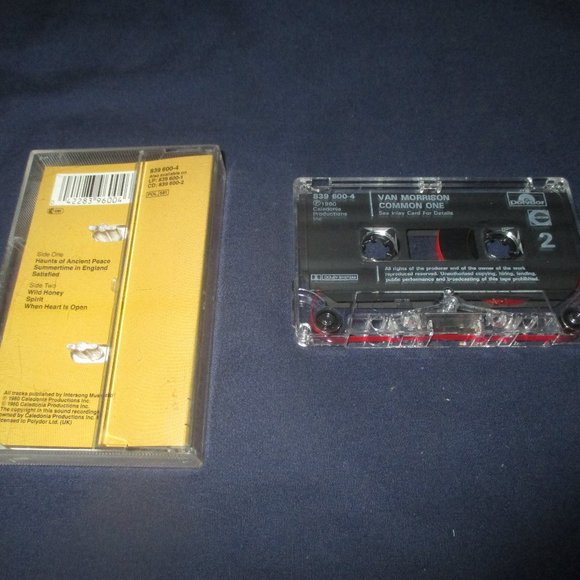 839 600-4
Also available on
LP: 839 600-1
CD: 839 600-2
42283 96004
Side One
Haunts of Ancient Peace
Summertime in England
Satisfied
Side Two
Wild Honey
Spirit
When Heart Is Open
All tracks published by Intersong Music Ltd
℗ 1980 Caledonia Productions Inc.
© 1980 Caledonia Productions Inc.
The copyright in this sound recording
owned by Caledonia Productions Inc.
licensed to Polydor Ltd. (UK)
839 600-4
℗1980
Caledonia
Productions
Inc
VAN MORRISON
COMMON ONE
See Inlay Card For Details
Polydor
2
DOLBY SYSTEM
All rights of the producer and of the owner of the work
reproduced reserved. Unauthorised copying, hiring, lending,
public performance and broadcasting of this tape prohibited.